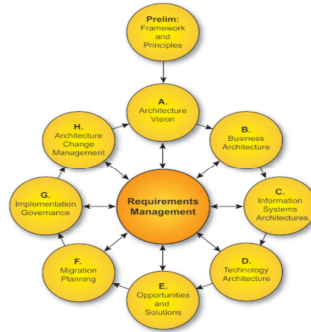 Prelim:
Framework
and
Principles
A.
Architecture
Vision
H.
Architecture
Change
Management
B.
Business
Architecture
G.
Implementation
Governance
Requirements
Management
C.
Information
Systems
Architectures
F.
Migration
Planning
D.
Technology
Architecture
E.
Opportunities
and
Solutions